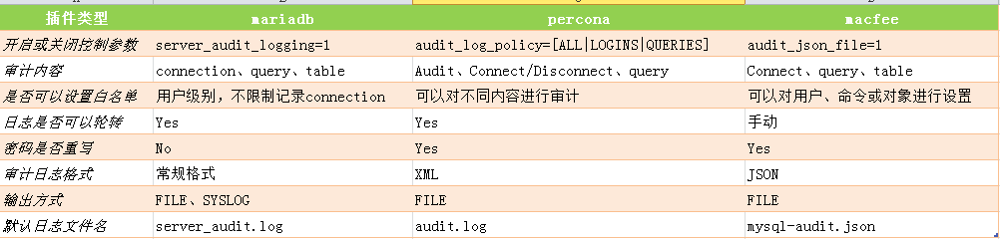 插件类型 mariadb percona macfee
开启或关闭控制参数 server_audit_logging=1 audit_log_policy=[ALL|LOGINS|QUERIES] audit_json_file=1
审计内容 connection、query、table Audit、Connect/Disconnect、query Connect、query、table
是否可以设置白名单 用户级别，不限制记录connection 可以对不同内容进行审计 可以对用户、命令或对象进行设置
日志是否可以轮转 Yes Yes 手动
密码是否重写 No Yes Yes
审计日志格式 常规格式 XML JSON
输出方式 FILE、SYSLOG FILE FILE
默认日志文件名 server_audit.log audit.log mysql-audit.json